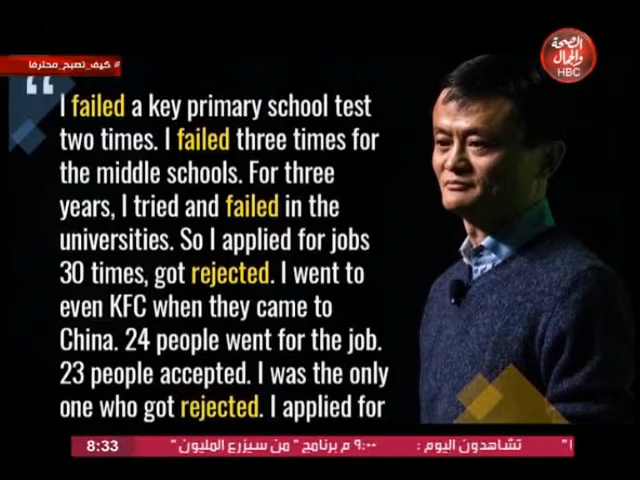 الصحة
والجمال
HBC
# كيف_تصبح_محترفا
“
I failed a key primary school test
two times. I failed three times for
the middle schools. For three
years, I tried and failed in the
universities. So I applied for jobs
30 times, got rejected. I went to
even KFC when they came to
China. 24 people went for the job.
23 people accepted. I was the only
one who got rejected. I applied for
8:33
تشاهدون اليوم : ٩:٠٠ م برنامج " من سيزرع المليون"
"ا